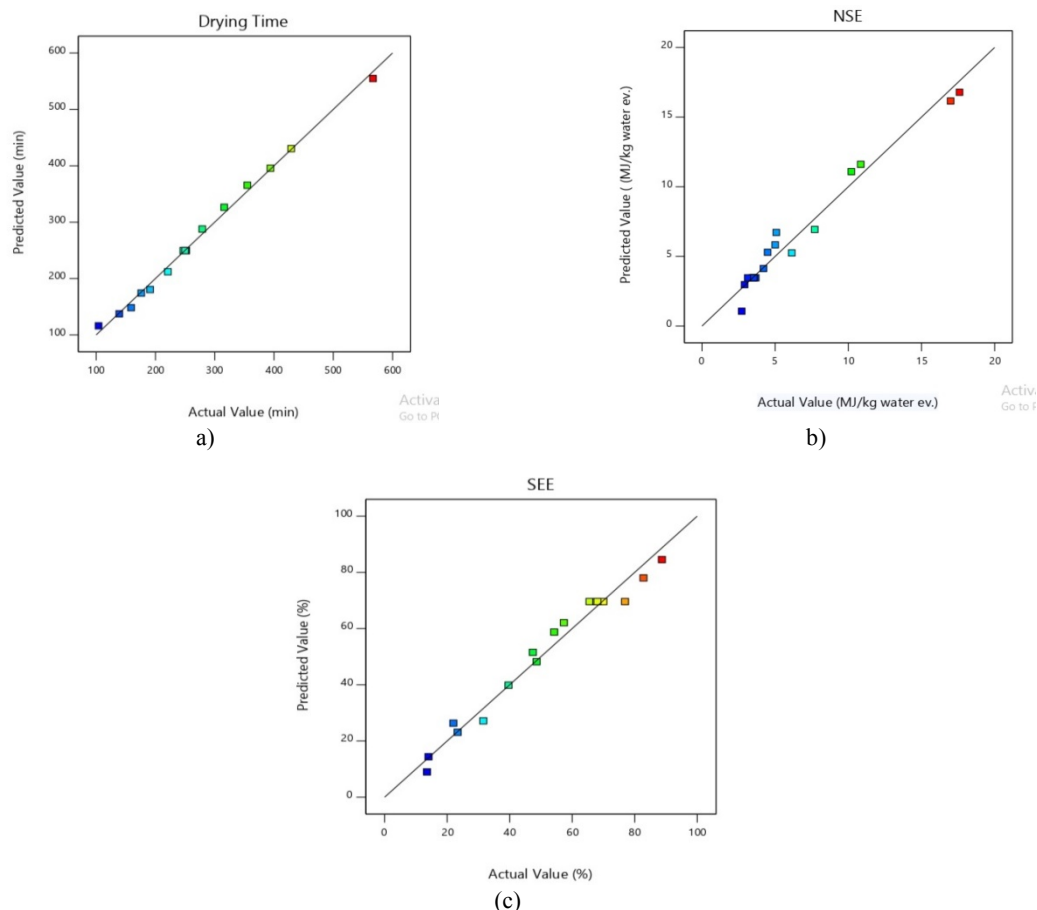 Drying Time
600
500
400
300
200
100
Predicted Value (min)
100 200 300 400 500 600
Actual Value (min)
Activa
a)
NSE
20
15
10
5
0
Predicted Value ( (MJ/kg water ev.)
0 5 10 15 20
Actual Value (MJ/kg water ev.)
Activa
b)
SEE
100
80
60
40
20
0
Predicted Value (%)
0 20 40 60 80 100
Actual Value (%)
(c)